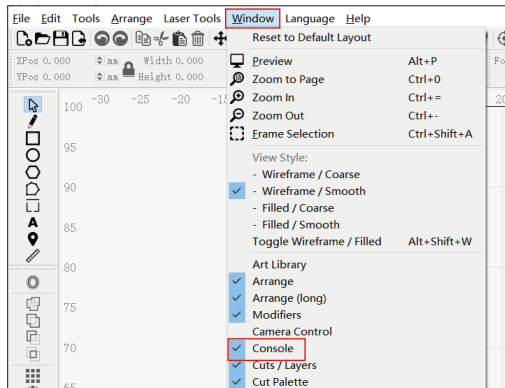 File Edit Tools Arrange Laser Tools Window Language Help
Reset to Default Layout
XPos 0.000 mm Width 0.000
YPos 0.000 mm Height 0.000
Preview Alt+P
Zoom to Page Ctrl+0
Zoom In Ctrl+=
Zoom Out Ctrl+-
Frame Selection Ctrl+Shift+A
-30 -25 -20
100
95
90
85
80
75
70
65
View Style:
- Wireframe / Coarse
- Wireframe / Smooth
- Filled / Coarse
- Filled / Smooth
Toggle Wireframe / Filled Alt+Shift+W
Art Library
Arrange
Arrange (long)
Modifiers
Camera Control
Console
Cuts / Layers
Cut Palette